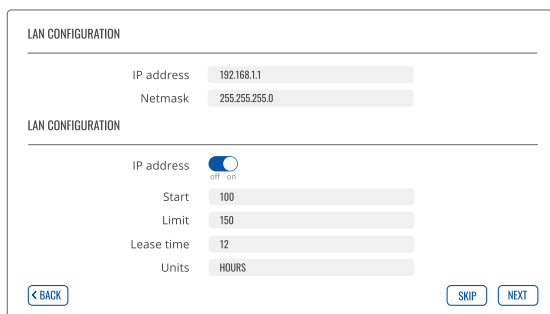 LAN CONFIGURATION
IP address 192.168.1.1
Netmask 255.255.255.0
LAN CONFIGURATION
IP address
off on
Start 100
Limit 150
Lease time 12
Units HOURS
< BACK SKIP NEXT